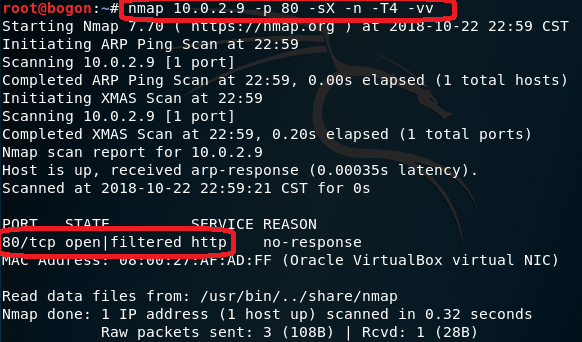 root@bogon:~# nmap 10.0.2.9 -p 80 -sX -n -T4 -vv
Starting Nmap 7.70 ( https://nmap.org ) at 2018-10-22 22:59 CST
Initiating ARP Ping Scan at 22:59
Scanning 10.0.2.9 [1 port]
Completed ARP Ping Scan at 22:59, 0.00s elapsed (1 total hosts)
Initiating XMAS Scan at 22:59
Scanning 10.0.2.9 [1 port]
Completed XMAS Scan at 22:59, 0.20s elapsed (1 total ports)
Nmap scan report for 10.0.2.9
Host is up, received arp-response (0.00035s latency).
Scanned at 2018-10-22 22:59:21 CST for 0s
PORT   STATE         SERVICE REASON
80/tcp open|filtered http    no-response
MAC Address: 08:00:27:AF:AD:FF (Oracle VirtualBox virtual NIC)
Read data files from: /usr/bin/../share/nmap
Nmap done: 1 IP address (1 host up) scanned in 0.32 seconds
           Raw packets sent: 3 (108B) | Rcvd: 1 (28B)